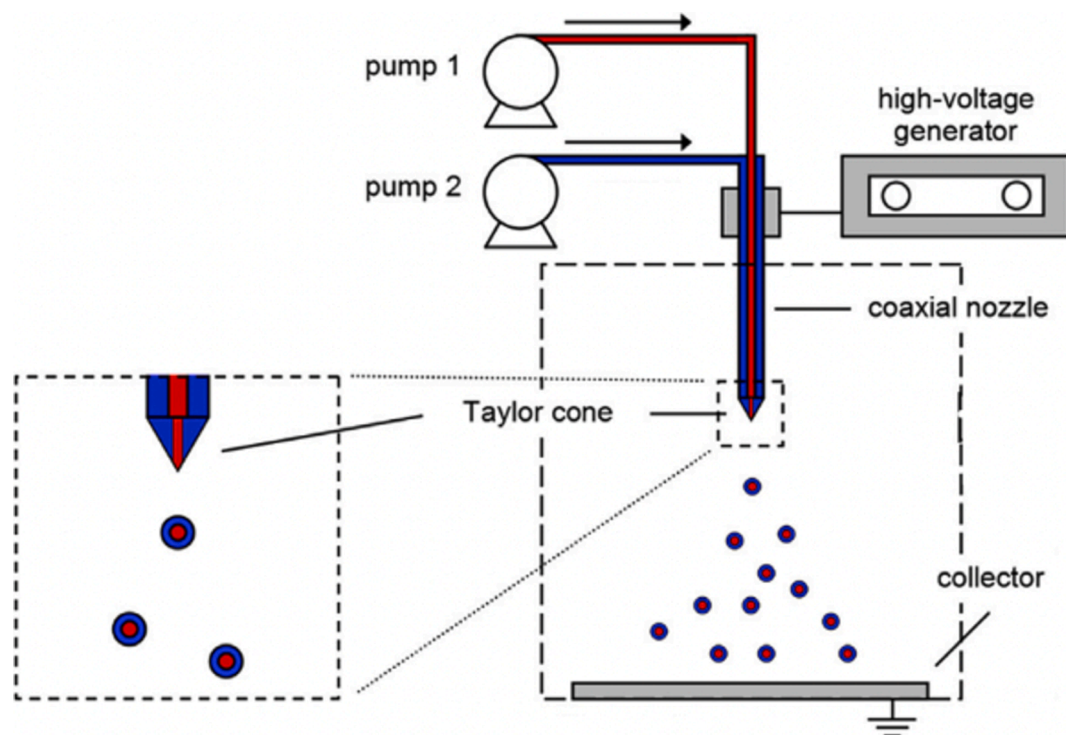 pump 1
high-voltage
generator
pump 2
coaxial nozzle
Taylor cone
collector